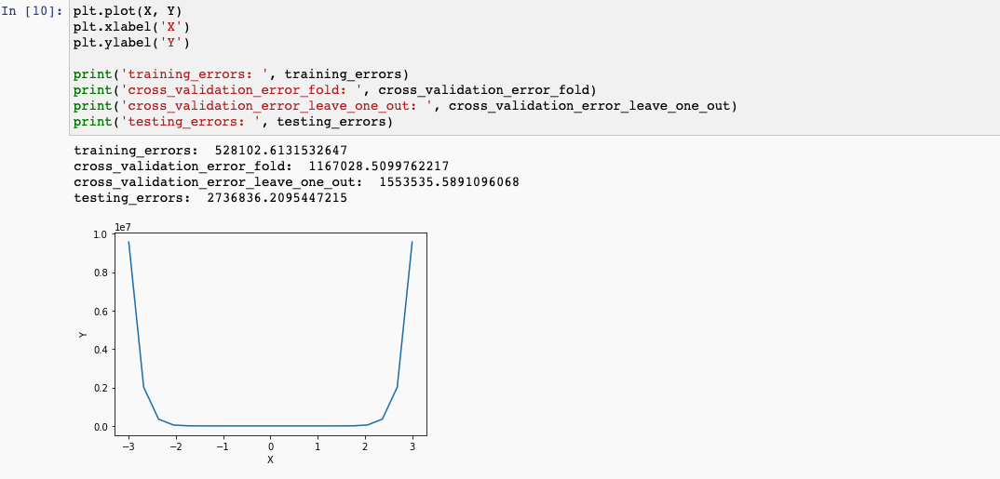 In [10]: plt.plot(X, Y)
plt.xlabel('X')
plt.ylabel('Y')
print('training_errors: ', training_errors)
print('cross_validation_error_fold: ', cross_validation_error_fold)
print('cross_validation_error_leave_one_out: ', cross_validation_error_leave_one_out)
print('testing_errors: ', testing_errors)
training_errors:  528102.6131532647
cross_validation_error_fold:  1167028.5099762217
cross_validation_error_leave_one_out:  1553535.5891096068
testing_errors:  2736836.2095447215
1e7
1.0
0.8
0.6
0.4
0.2
0.0
Y
−3 −2 −1 0 1 2 3
X